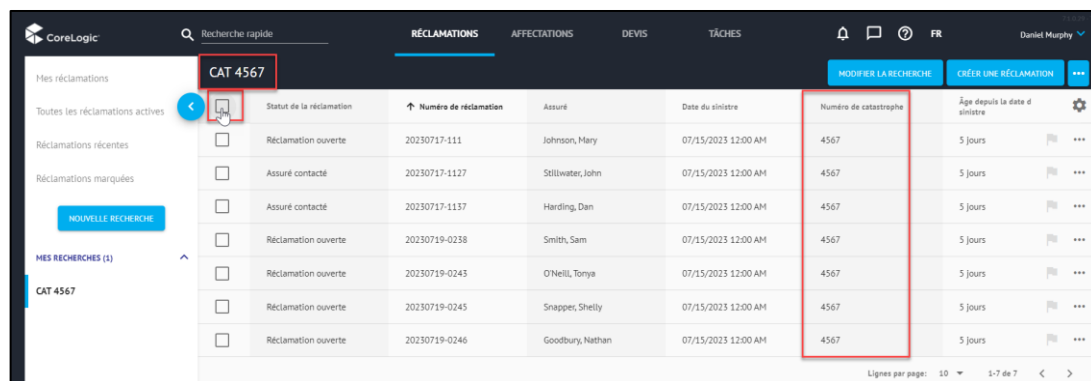 CoreLogic
Recherche rapide
RÉCLAMATIONS AFFECTATIONS DEVIS TÂCHES
FR
Daniel Murphy
Mes réclamations
Toutes les réclamations actives
Réclamations récentes
Réclamations marquées
NOUVELLE RECHERCHE
MES RECHERCHES (1)
CAT 4567
CAT 4567
MODIFIER LA RECHERCHE CRÉER UNE RÉCLAMATION
Statut de la réclamation Numéro de réclamation Assuré Date du sinistre Numéro de catastrophe Âge depuis la date d
sinistre
Réclamation ouverte 20230717-111 Johnson, Mary 07/15/2023 12:00 AM 4567 5 jours
Assuré contacté 20230717-1127 Stillwater, John 07/15/2023 12:00 AM 4567 5 jours
Assuré contacté 20230717-1137 Harding, Dan 07/15/2023 12:00 AM 4567 5 jours
Réclamation ouverte 20230719-0238 Smith, Sam 07/15/2023 12:00 AM 4567 5 jours
Réclamation ouverte 20230719-0243 O'Neill, Tonya 07/15/2023 12:00 AM 4567 5 jours
Réclamation ouverte 20230719-0245 Snapper, Shelly 07/15/2023 12:00 AM 4567 5 jours
Réclamation ouverte 20230719-0246 Goodbury, Nathan 07/15/2023 12:00 AM 4567 5 jours
Lignes par page: 10 1-7 de 7